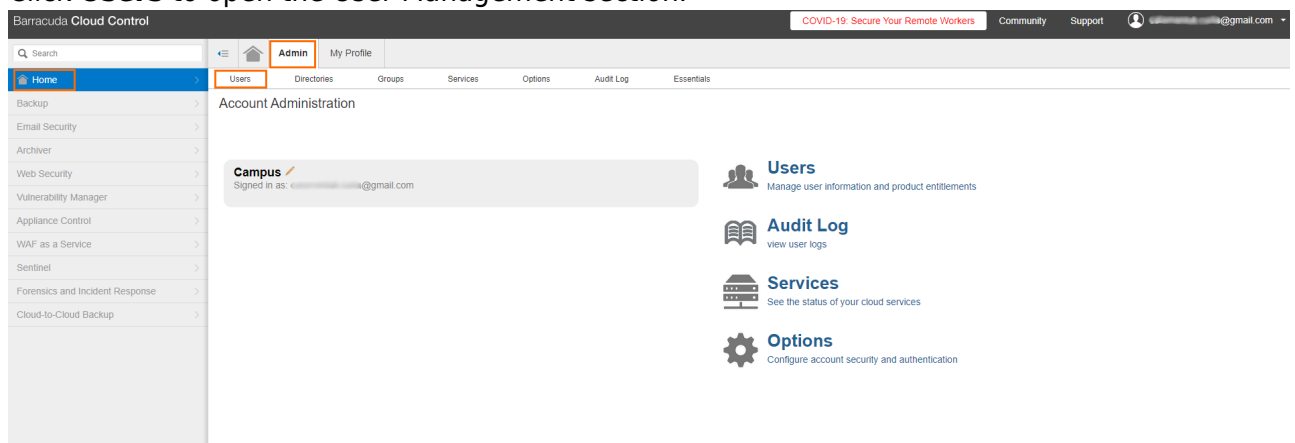 Click Users to open the User Management section.
Barracuda Cloud Control
COVID-19: Secure Your Remote Workers
Community
Support
@gmail.com
Search
Admin
My Profile
Home
Users
Directories
Groups
Services
Options
Audit Log
Essentials
Backup
Email Security
Archiver
Web Security
Vulnerability Manager
Appliance Control
WAF as a Service
Sentinel
Forensics and Incident Response
Cloud-to-Cloud Backup
Account Administration
Campus
Signed in as: @gmail.com
Users
Manage user information and product entitlements
Audit Log
view user logs
Services
See the status of your cloud services
Options
Configure account security and authentication